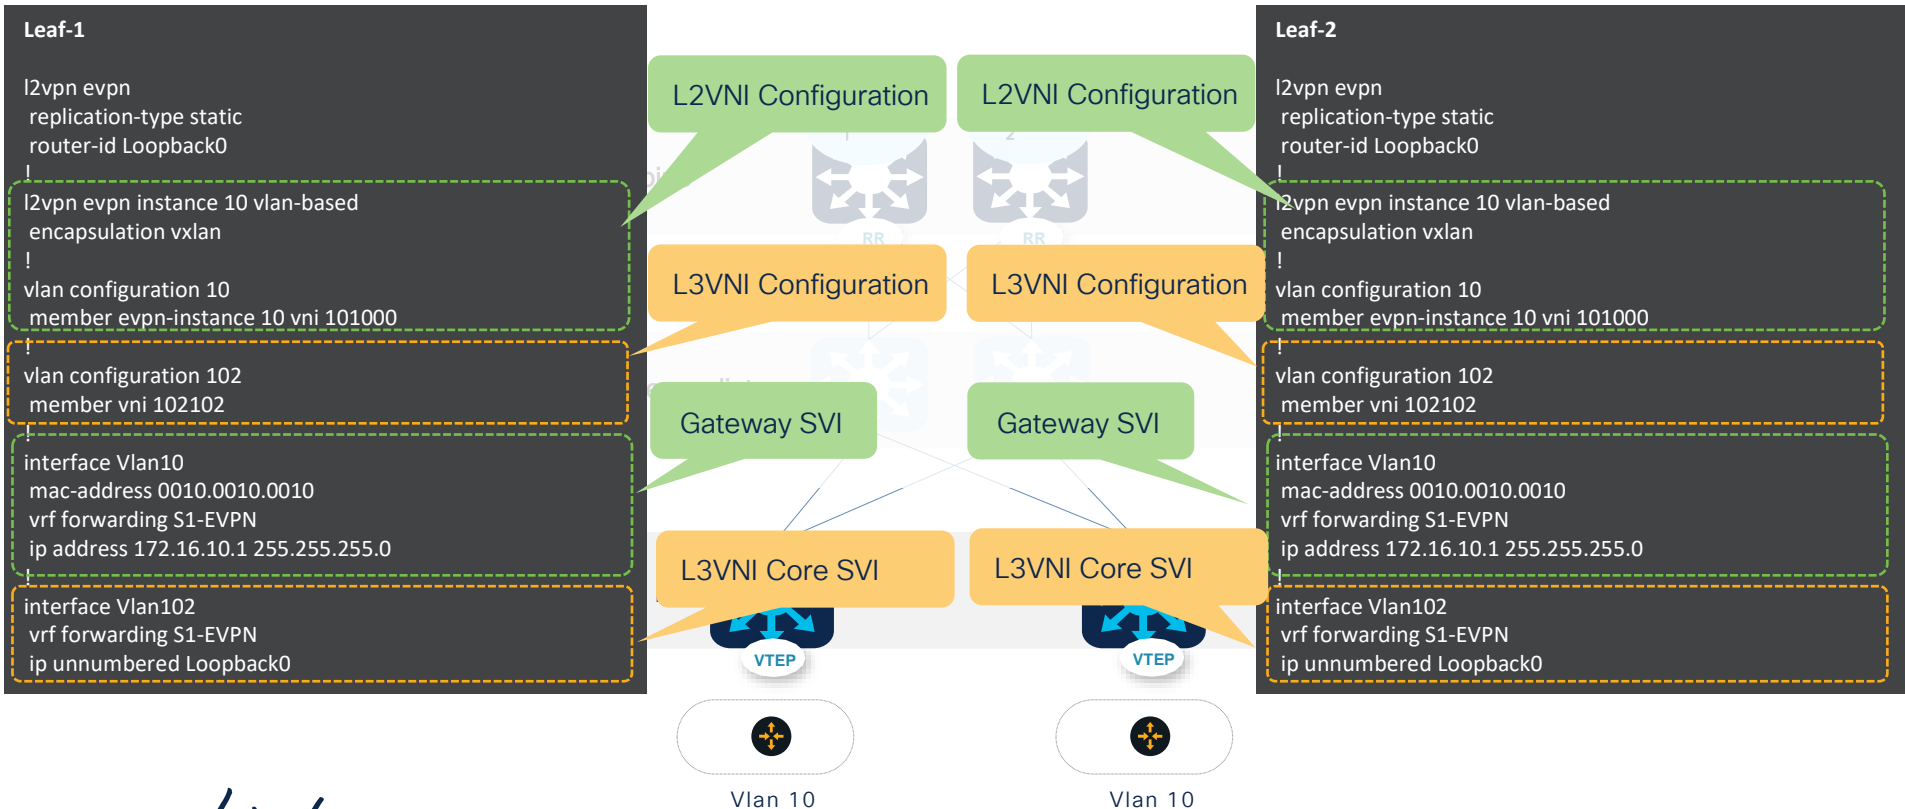 Leaf-1
l2vpn evpn
replication-type static
router-id Loopback0
!
l2vpn evpn instance 10 vlan-based
encapsulation vxlan
!
vlan configuration 10
member evpn-instance 10 vni 101000
!
vlan configuration 102
member vni 102102
!
interface Vlan10
mac-address 0010.0010.0010
vrf forwarding S1-EVPN
ip address 172.16.10.1 255.255.255.0
!
interface Vlan102
vrf forwarding S1-EVPN
ip unnumbered Loopback0
L2VNI Configuration
L2VNI Configuration
1
2
RR
RR
L3VNI Configuration
L3VNI Configuration
Gateway SVI
Gateway SVI
L3VNI Core SVI
L3VNI Core SVI
VTEP
VTEP
Vlan 10
Vlan 10
Leaf-2
l2vpn evpn
replication-type static
router-id Loopback0
!
l2vpn evpn instance 10 vlan-based
encapsulation vxlan
!
vlan configuration 10
member evpn-instance 10 vni 101000
!
vlan configuration 102
member vni 102102
!
interface Vlan10
mac-address 0010.0010.0010
vrf forwarding S1-EVPN
ip address 172.16.10.1 255.255.255.0
!
interface Vlan102
vrf forwarding S1-EVPN
ip unnumbered Loopback0